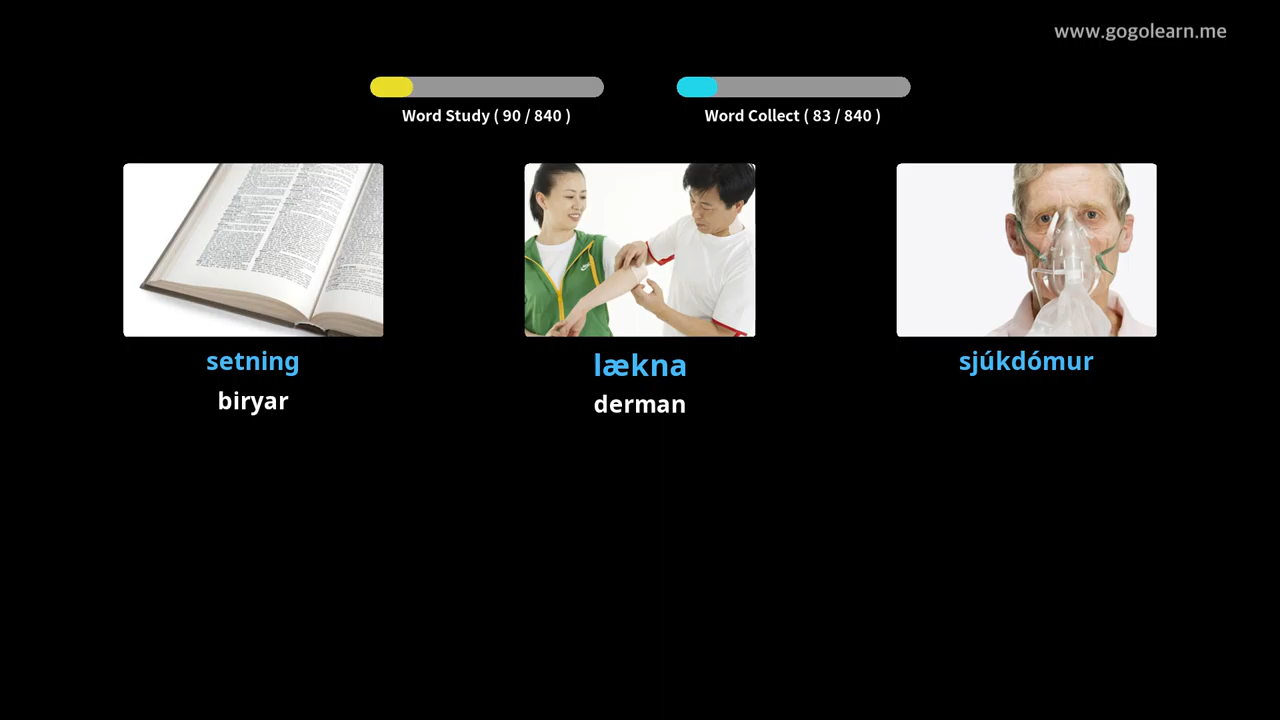 www.gogolearn.me
Word Study ( 90 / 840 )
Word Collect ( 83 / 840 )
setning
biryar
lækna
derman
sjúkdómur